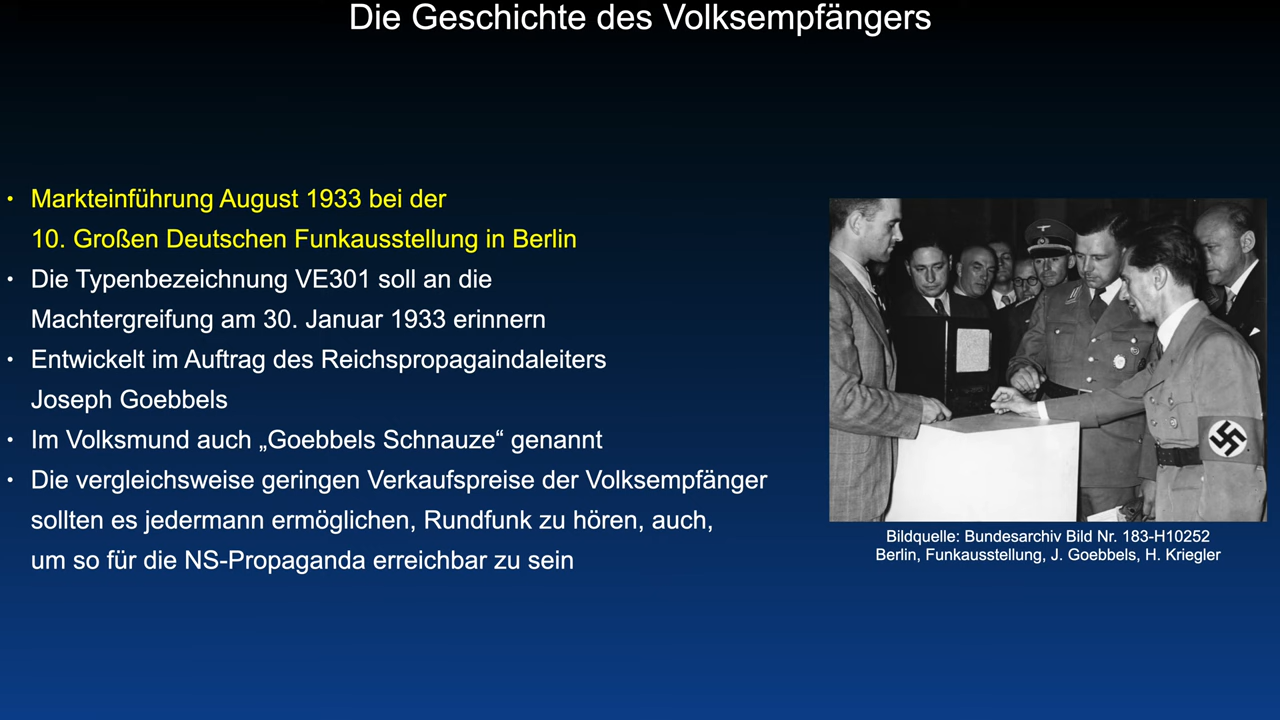 Die Geschichte des Volksempfängers
• Markteinführung August 1933 bei der
10. Großen Deutschen Funkausstellung in Berlin
• Die Typenbezeichnung VE301 soll an die
Machtergreifung am 30. Januar 1933 erinnern
• Entwickelt im Auftrag des Reichspropagaindaleiters
Joseph Goebbels
• Im Volksmund auch „Goebbels Schnauze“ genannt
• Die vergleichsweise geringen Verkaufspreise der Volksempfänger
sollten es jedermann ermöglichen, Rundfunk zu hören, auch,
um so für die NS-Propaganda erreichbar zu sein
Bildquelle: Bundesarchiv Bild Nr. 183-H10252
Berlin, Funkausstellung, J. Goebbels, H. Kriegler